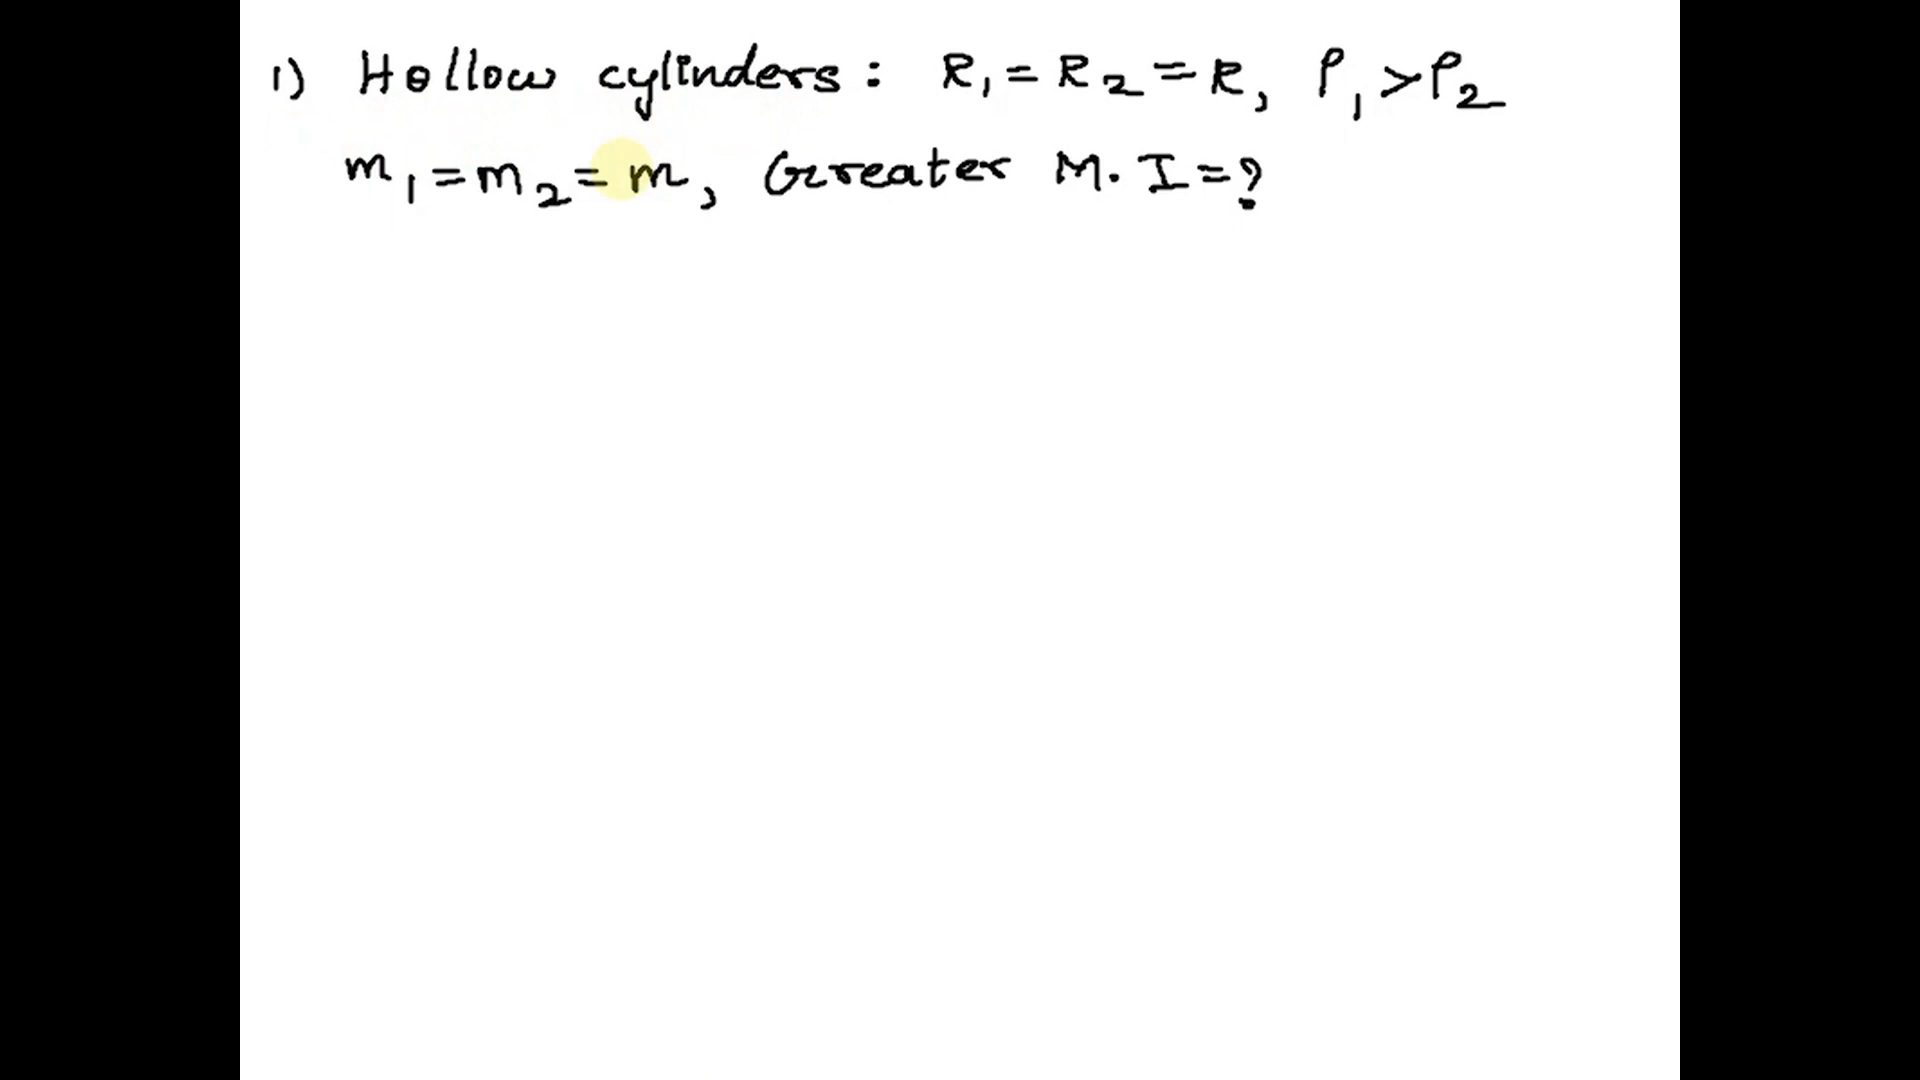 1) Hollow cylinders: R₁ = R₂ = R, ρ₁ > ρ₂
m₁ = m₂ = m, Greater M. I = ?